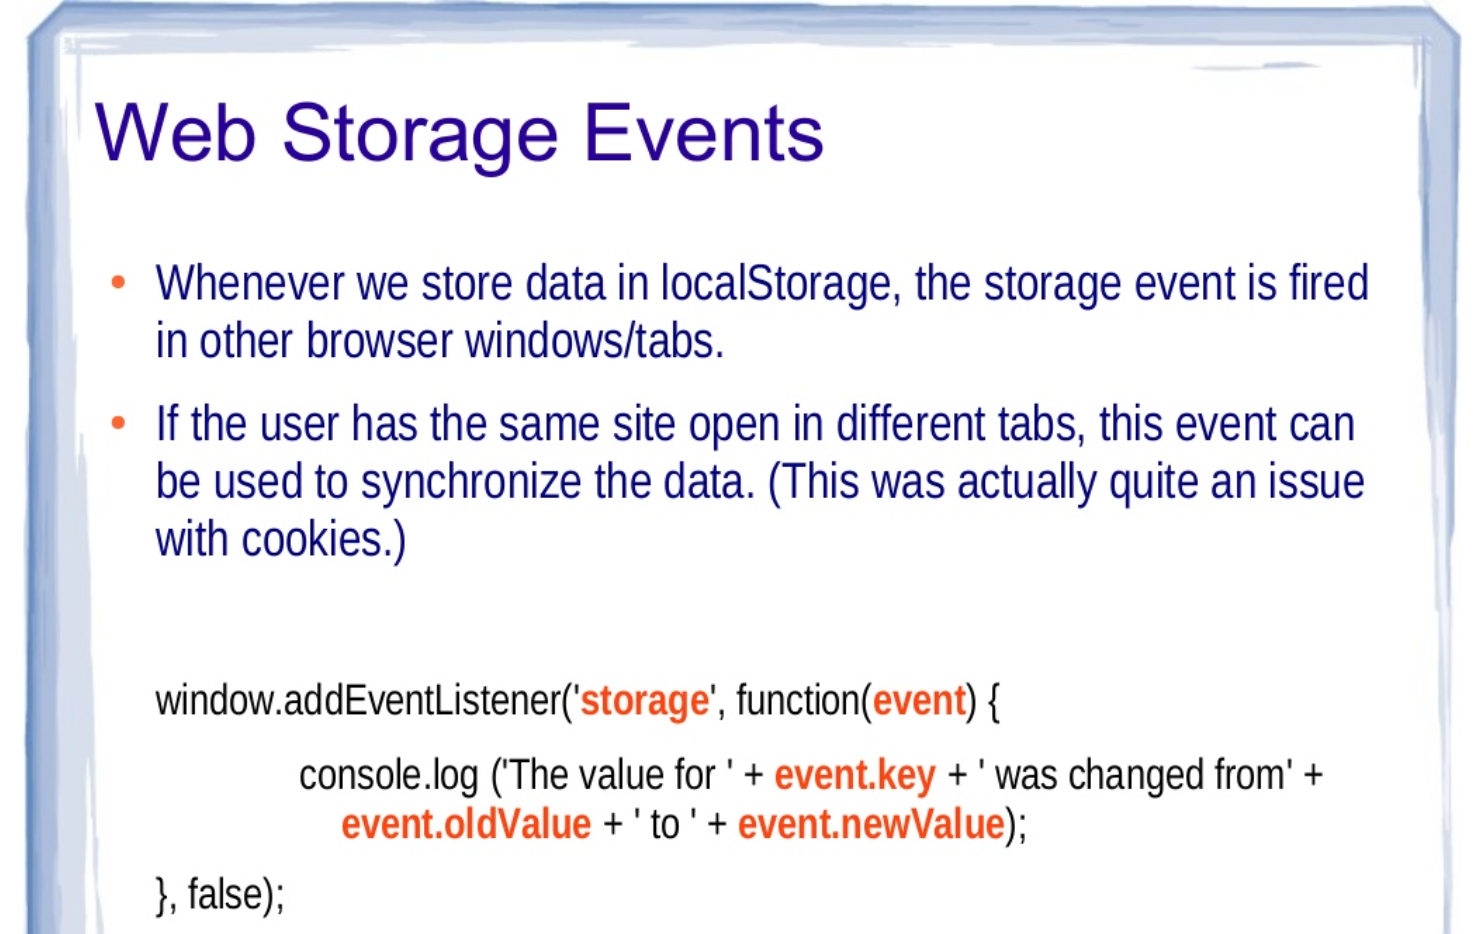 Web Storage Events
• Whenever we store data in localStorage, the storage event is fired
in other browser windows/tabs.
• If the user has the same site open in different tabs, this event can
be used to synchronize the data. (This was actually quite an issue
with cookies.)
window.addEventListener('storage', function(event) {
console.log ('The value for ' + event.key + ' was changed from' +
event.oldValue + ' to ' + event.newValue);
}, false);